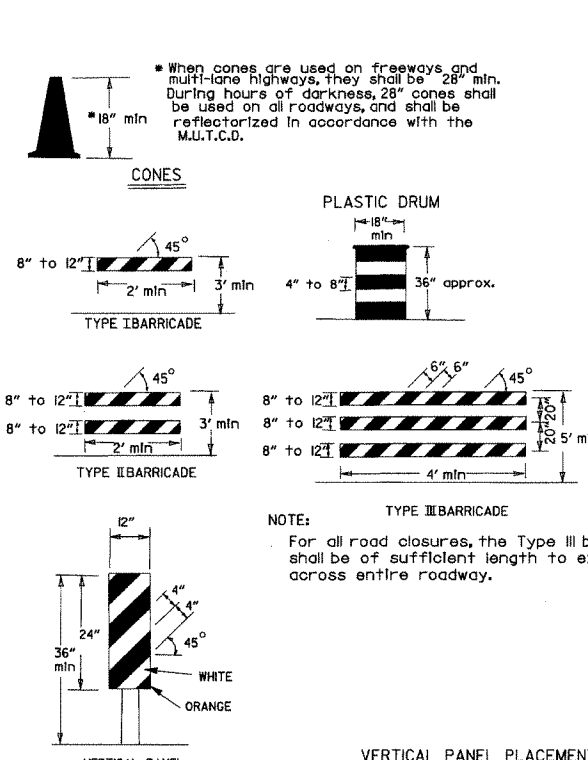 * When cones are used on freeways and
multi-lane highways, they shall be 28" min.
During hours of darkness, 28" cones shall
be used on all roadways, and shall be
reflectorized in accordance with the
M.U.T.C.D.
*18" min
CONES
PLASTIC DRUM
18"
min
4" to 8"
36" approx.
45°
8" to 12"
2' min
3' min
TYPE I BARRICADE
45°
8" to 12"
8" to 12"
2' min
3' min
TYPE II BARRICADE
6" 6"
45°
8" to 12"
8" to 12"
8" to 12"
20"
20"
5' m
4' min
TYPE III BARRICADE
NOTE:
For all road closures, the Type III b
shall be of sufficient length to e
across entire roadway.
12"
4"
4"
45°
24"
36"
min
WHITE
ORANGE
VERTICAL PANEL
VERTICAL PANEL PLACEMENT